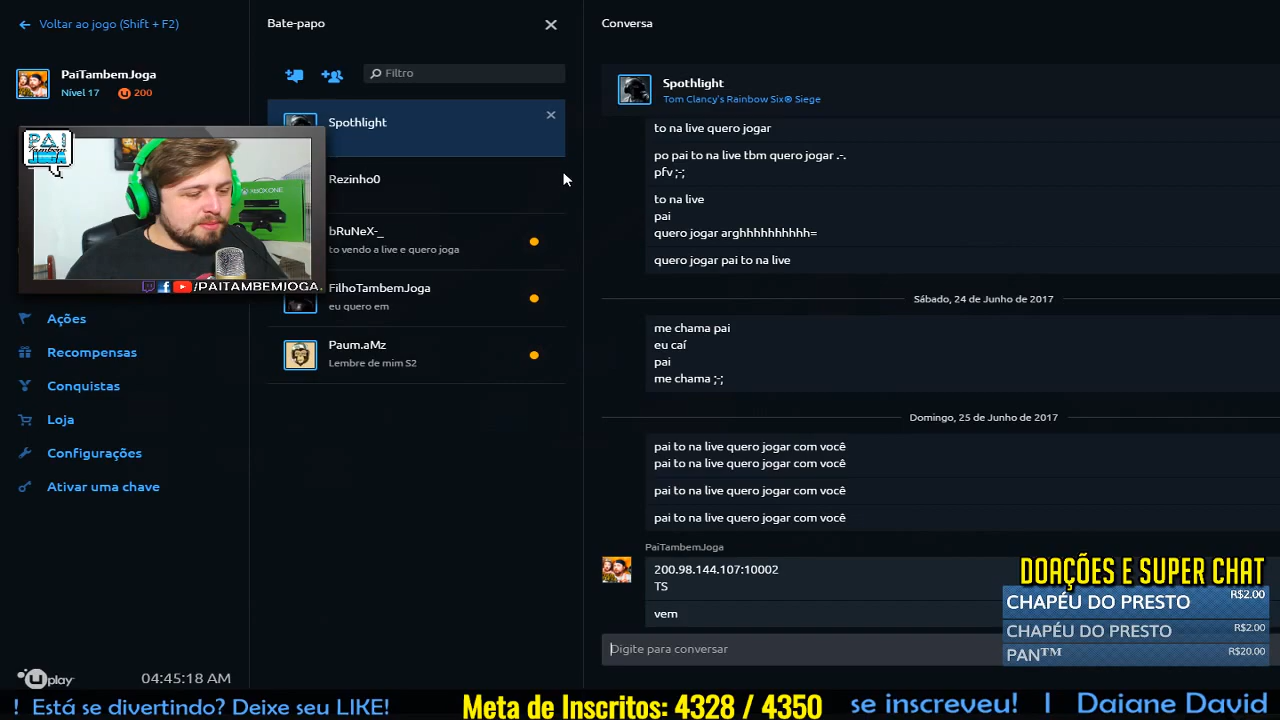 Voltar ao jogo (Shift + F2)
PaiTambemJoga
Nível 17
200
PAI
Também
JOGA
XBOX ONE
/PAITAMBEMJOGA.
Ações
Recompensas
Conquistas
Loja
Configurações
Ativar uma chave
uplay
04:45:18 AM
Bate-papo
Filtro
Spothlight
Rezinho0
bRuNeX-_
to vendo a live e quero joga
FilhoTambemJoga
eu quero em
Paum.aMz
Lembre de mim S2
Conversa
Spothlight
Tom Clancy's Rainbow Six® Siege
to na live quero jogar
po pai to na live tbm quero jogar .-.
pfv ;-;
to na live
pai
quero jogar arghhhhhhhhhh=
quero jogar pai to na live
Sábado, 24 de Junho de 2017
me chama pai
eu caí
pai
me chama ;-;
Domingo, 25 de Junho de 2017
pai to na live quero jogar com você
pai to na live quero jogar com você
pai to na live quero jogar com você
pai to na live quero jogar com você
PaiTambemJoga
200.98.144.107:10002
TS
vem
Digite para conversar
DOAÇÕES E SUPER CHAT
CHAPÉU DO PRESTO R$2.00
CHAPÉU DO PRESTO R$2.00
PAN™ R$20.00
! Está se divertindo? Deixe seu LIKE!
Meta de Inscritos: 4328 / 4350
se inscreveu! | Daiane David